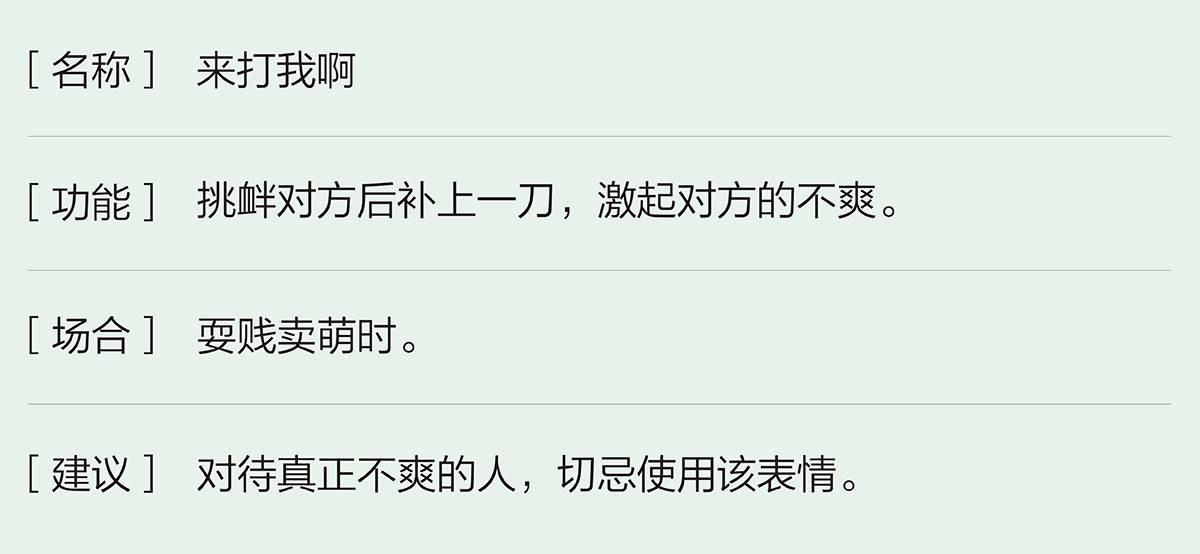 [ 名称 ] 来打我啊
[ 功能 ] 挑衅对方后补上一刀，激起对方的不爽。
[ 场合 ] 耍贱卖萌时。
[ 建议 ] 对待真正不爽的人，切忌使用该表情。